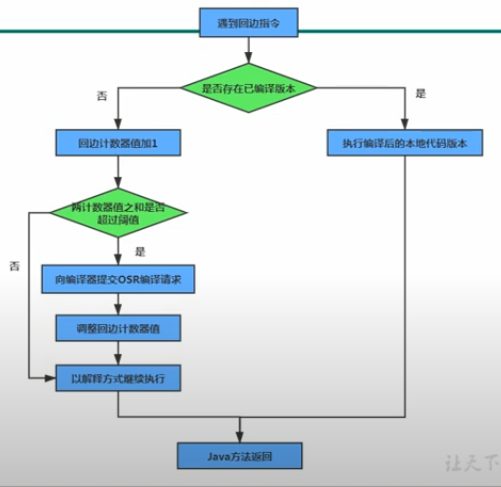 遇到回边指令
是否存在已编译版本
否
是
回边计数器值加1
执行编译后的本地代码版本
两计数器值之和是否
超过阈值
是
否
向编译器提交OSR编译请求
调整回边计数器值
以解释方式继续执行
Java方法返回
让天下